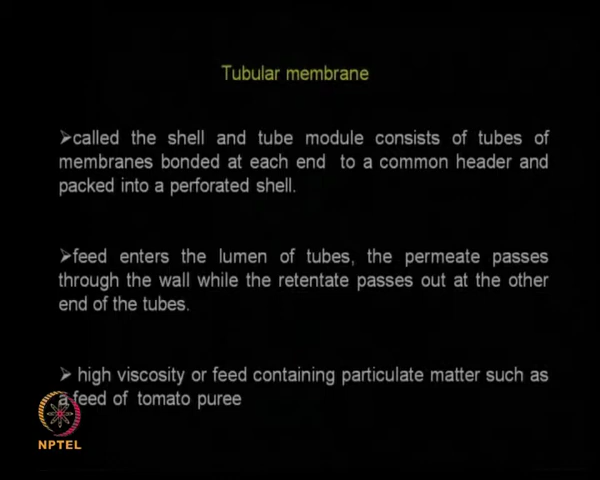 Tubular membrane
➢called the shell and tube module consists of tubes of
membranes bonded at each end to a common header and
packed into a perforated shell.
➢feed enters the lumen of tubes, the permeate passes
through the wall while the retentate passes out at the other
end of the tubes.
➢ high viscosity or feed containing particulate matter such as
a feed of tomato puree
NPTEL